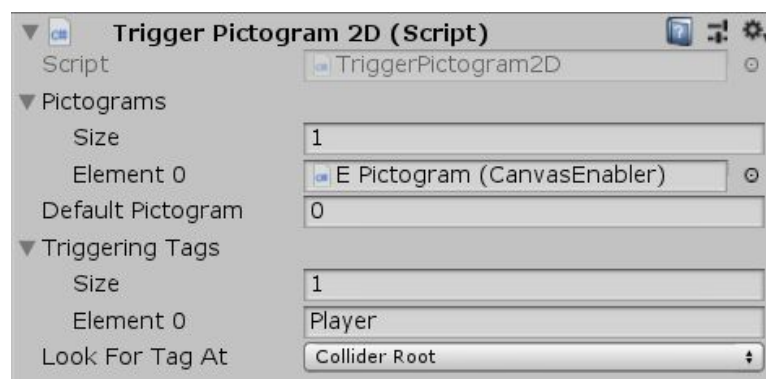 Trigger Pictogram 2D (Script)
Script TriggerPictogram2D
Pictograms
Size 1
Element 0 E Pictogram (CanvasEnabler)
Default Pictogram 0
Triggering Tags
Size 1
Element 0 Player
Look For Tag At Collider Root